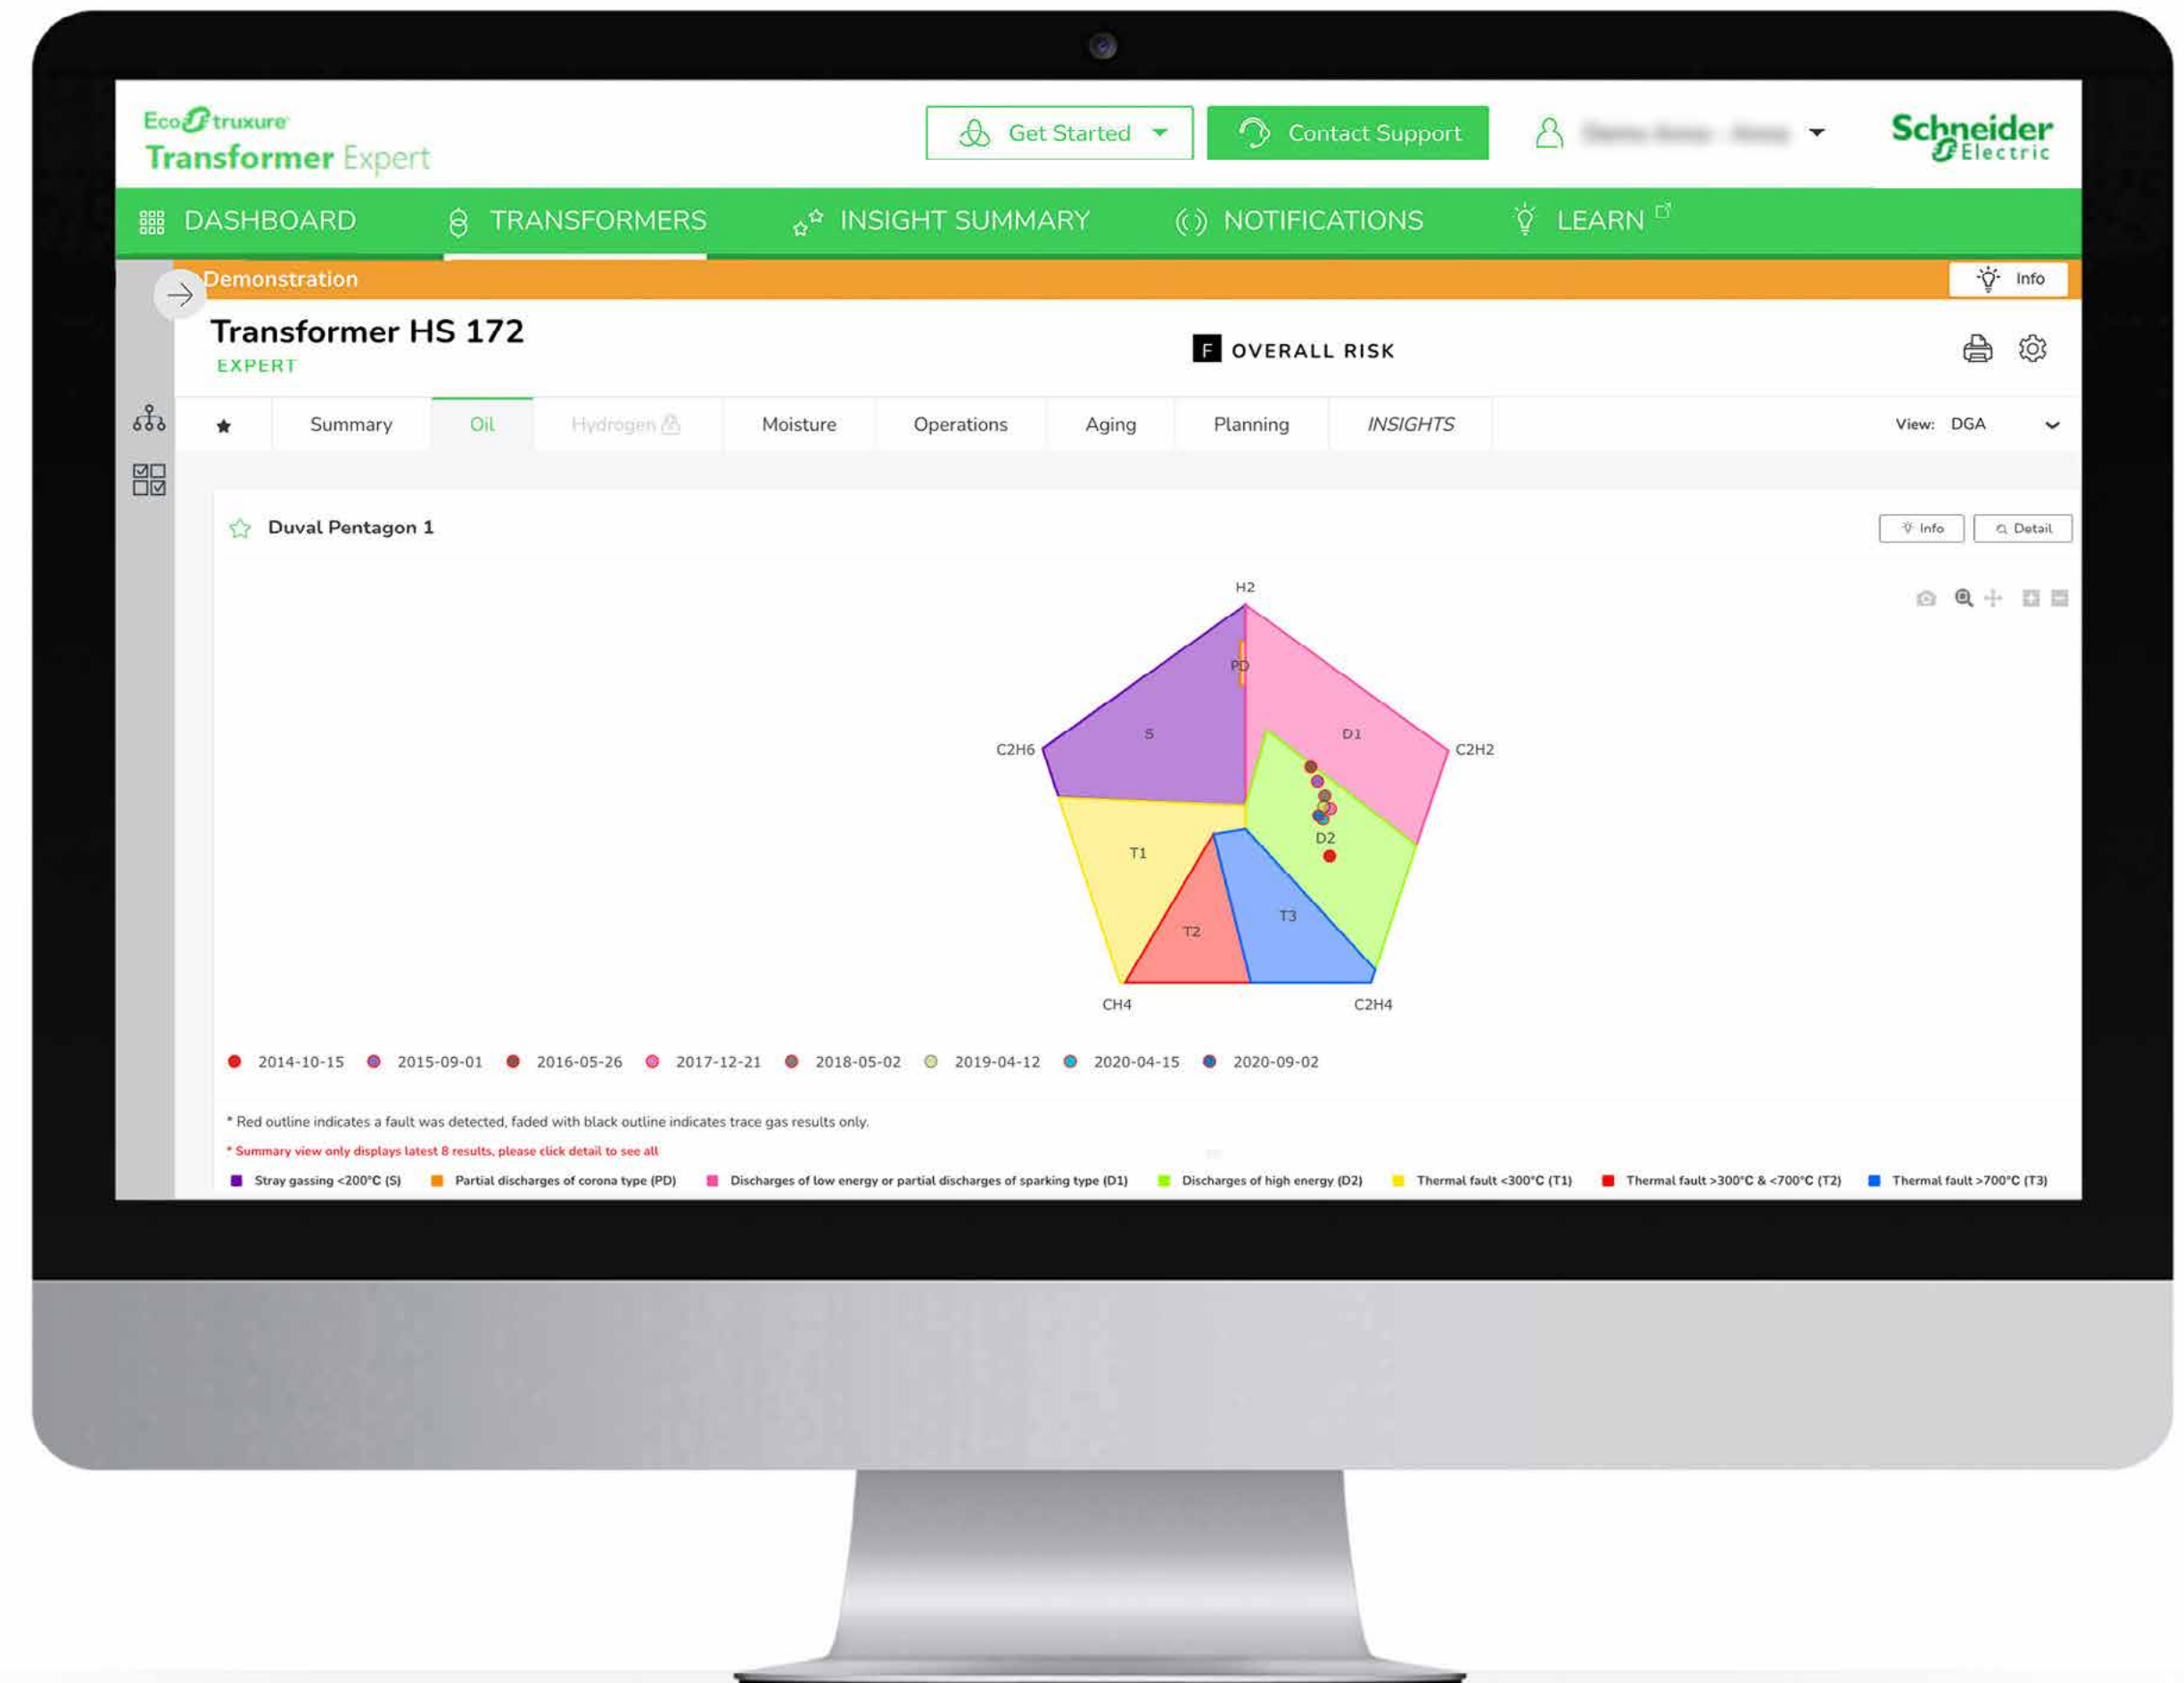 EcoStruxure
Transformer Expert
Get Started
Contact Support
Schneider
Electric
DASHBOARD
TRANSFORMERS
INSIGHT SUMMARY
NOTIFICATIONS
LEARN
Demonstration
Info
Transformer HS 172
EXPERT
F OVERALL RISK
Summary
Oil
Hydrogen
Moisture
Operations
Aging
Planning
INSIGHTS
View: DGA
Duval Pentagon 1
Info
Detail
H2
PD
S
D1
C2H6
C2H2
D2
T1
T3
T2
CH4
C2H4
2014-10-15
2015-09-01
2016-05-26
2017-12-21
2018-05-02
2019-04-12
2020-04-15
2020-09-02
* Red outline indicates a fault was detected, faded with black outline indicates trace gas results only.
* Summary view only displays latest 8 results, please click detail to see all
Stray gassing <200°C (S)
Partial discharges of corona type (PD)
Discharges of low energy or partial discharges of sparking type (D1)
Discharges of high energy (D2)
Thermal fault <300°C (T1)
Thermal fault >300°C & <700°C (T2)
Thermal fault >700°C (T3)